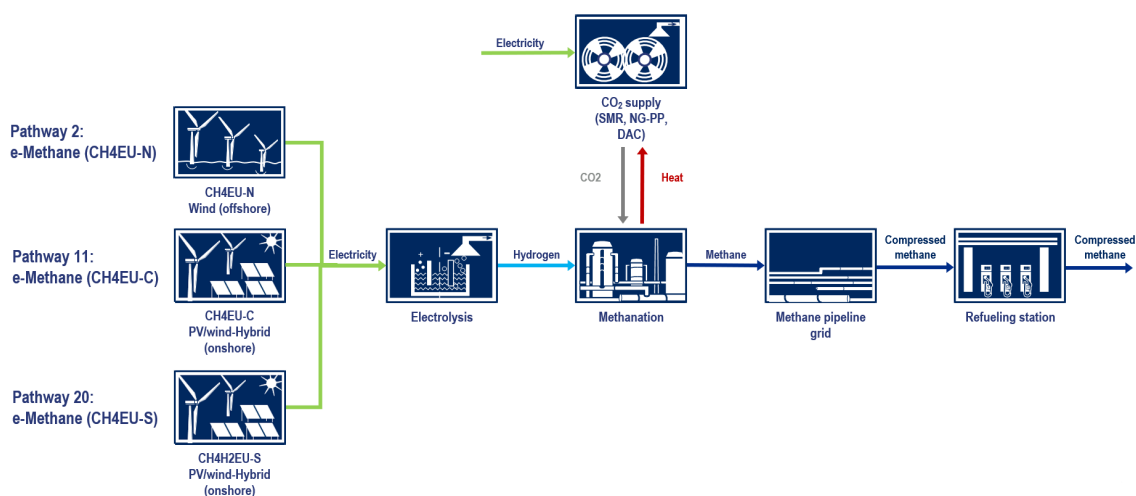 Electricity
CO2 supply
(SMR, NG-PP,
DAC)
Pathway 2:
e-Methane (CH4EU-N)
CH4EU-N
Wind (offshore)
CO2
Heat
Pathway 11:
e-Methane (CH4EU-C)
CH4EU-C
PV/wind-Hybrid
(onshore)
Electricity
Electrolysis
Hydrogen
Methanation
Methane
Methane pipeline
grid
Compressed
methane
Refueling station
Compressed
methane
Pathway 20:
e-Methane (CH4EU-S)
CH4H2EU-S
PV/wind-Hybrid
(onshore)